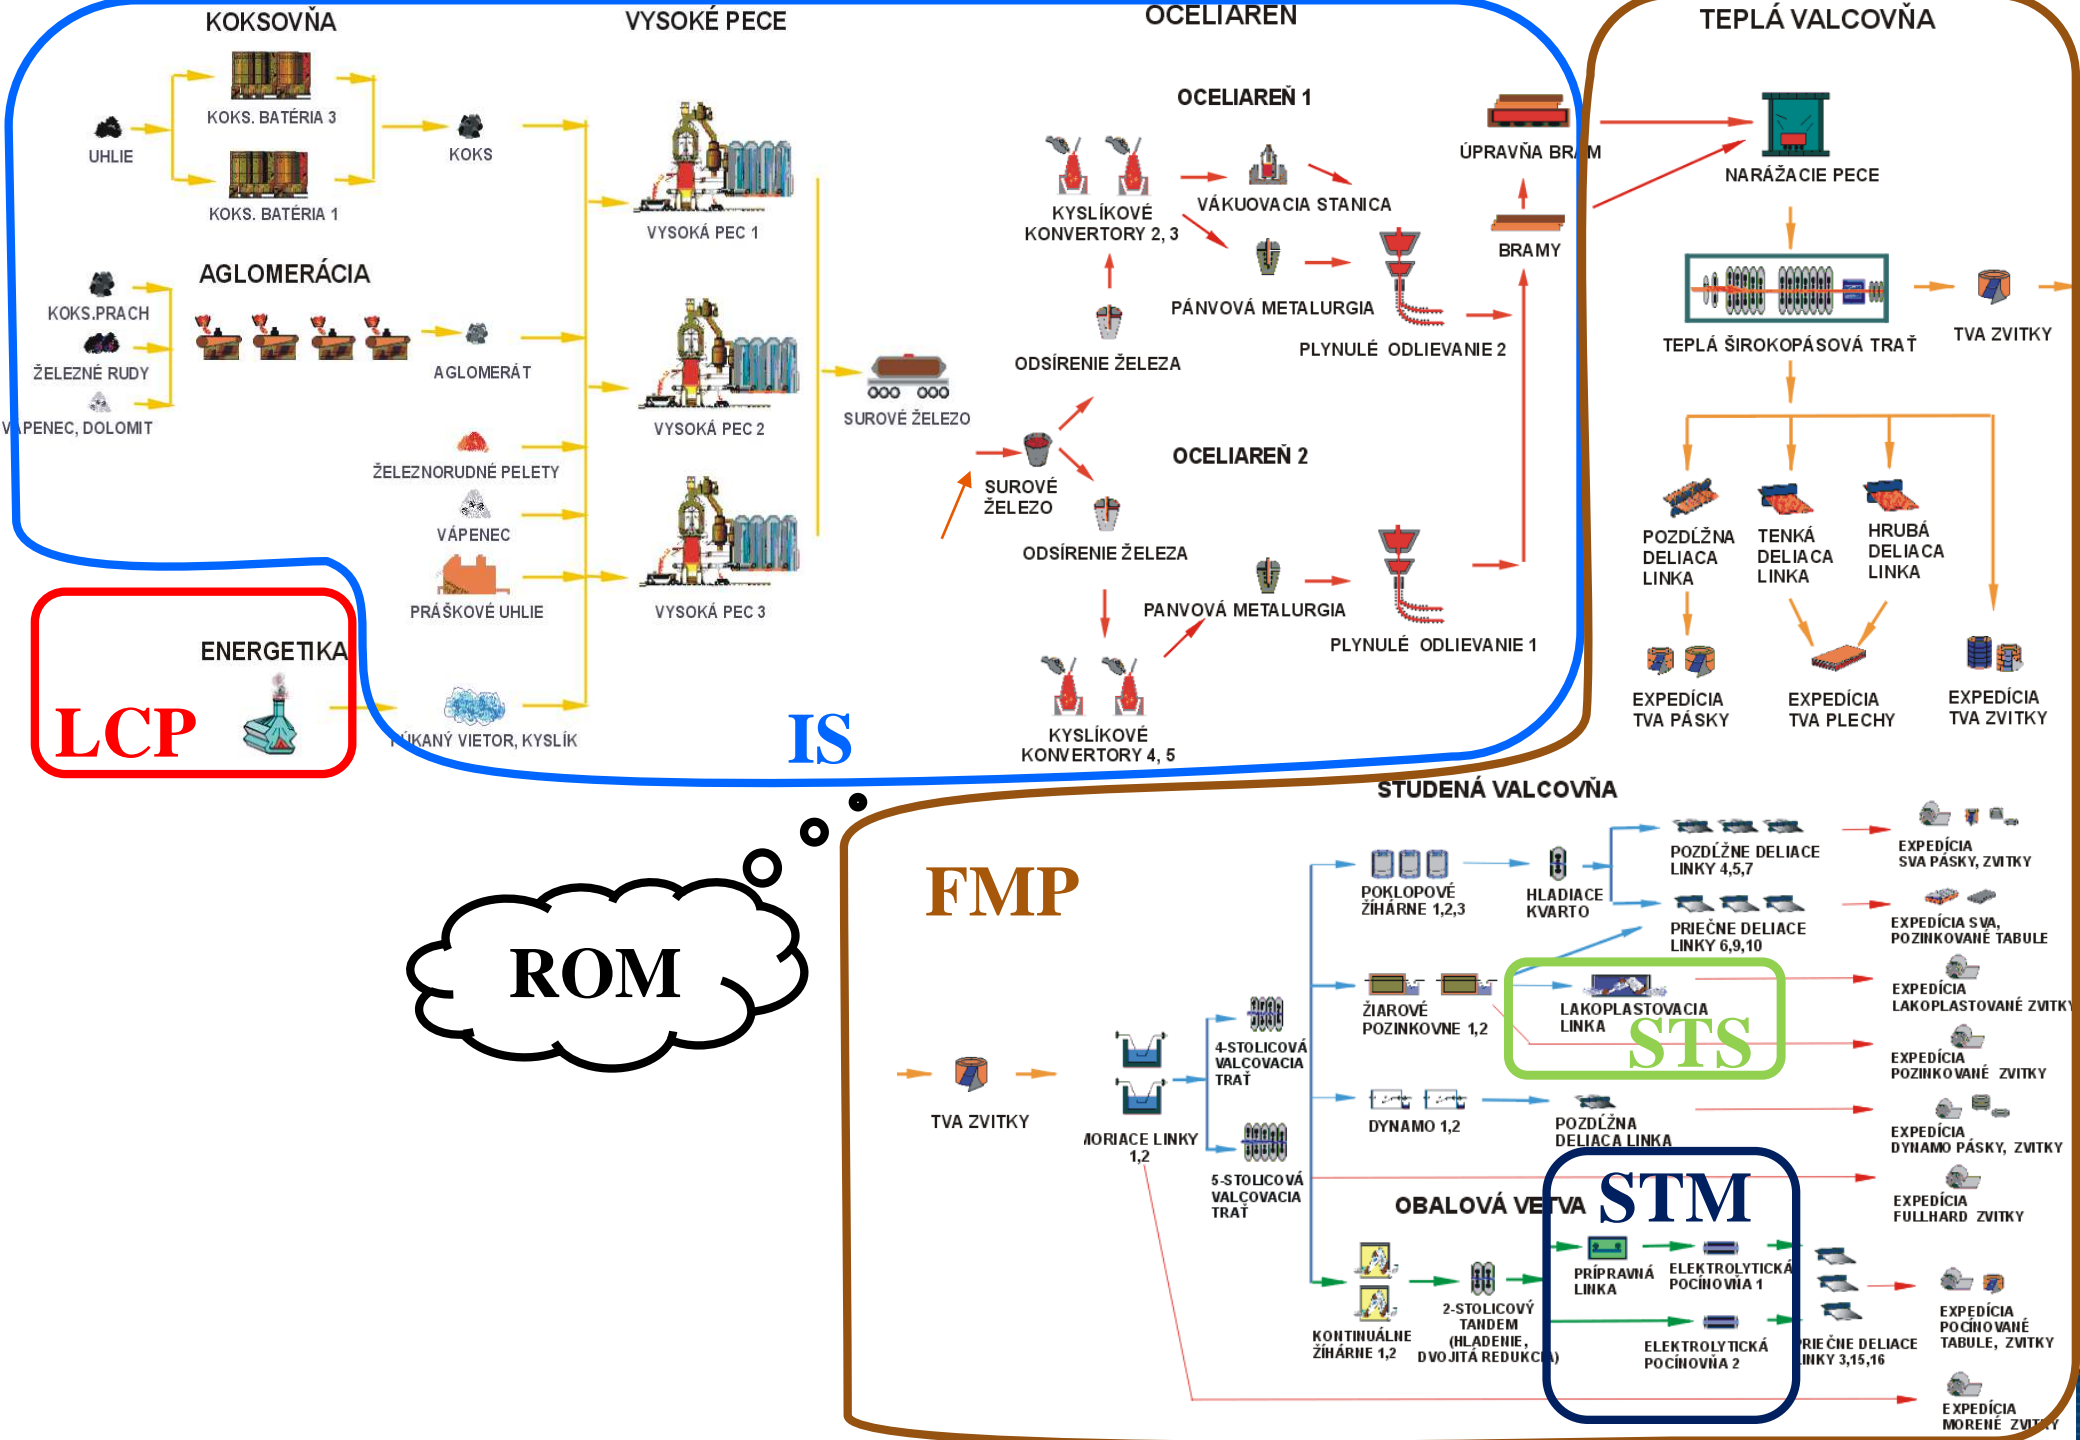 KOKSOVŇA
UHLIE
KOKS. BATÉRIA 3
KOKS. BATÉRIA 1
KOKS
AGLOMERÁCIA
KOKS.PRACH
ŽELEZNÉ RUDY
VÁPENEC, DOLOMIT
AGLOMERÁT
ŽELEZNORUDNÉ PELETY
VÁPENEC
PRÁŠKOVÉ UHLIE
ENERGETIKA
LCP
VYSOKÉ PECE
VYSOKÁ PEC 1
VYSOKÁ PEC 2
VYSOKÁ PEC 3
SUROVÉ ŽELEZO
VIETOR, KYSLÍK
IS
OCELIAREN
OCELIAREŇ 1
KYSLÍKOVÉ
KONVERTORY 2, 3
VÁKUOVACIA STANICA
PÁNVOVÁ METALURGIA
PLYNULÉ ODLIEVANIE 2
ODSÍRENIE ŽELEZA
ÚPRAVŇA BRAM
BRAMY
SUROVÉ
ŽELEZO
OCELIAREŇ 2
ODSÍRENIE ŽELEZA
PANVOVÁ METALURGIA
PLYNULÉ ODLIEVANIE 1
KYSLÍKOVÉ
KONVERTORY 4, 5
TEPLÁ VALCOVŇA
NARÁŽACIE PECE
TEPLÁ ŠIROKOPÁSOVÁ TRAŤ
TVA ZVITKY
POZDĹŽNA
DELIACA
LINKA
TENKÁ
DELIACA
LINKA
HRUBÁ
DELIACA
LINKA
EXPEDÍCIA
TVA PÁSKY
EXPEDÍCIA
TVA PLECHY
EXPEDÍCIA
TVA ZVITKY
ROM
FMP
STUDENÁ VALCOVŇA
TVA ZVITKY
MORIACE LINKY
1,2
4-STOLICOVÁ
VALCOVACIA
TRAŤ
5-STOLICOVÁ
VALCOVACIA
TRAŤ
POKLOPOVÉ
ŽÍHÁRNE 1,2,3
HLADIACE
KVARTO
POZDĹŽNE DELIACE
LINKY 4,5,7
EXPEDÍCIA
SVA PÁSKY, ZVITKY
PRIEČNE DELIACE
LINKY 6,9,10
EXPEDÍCIA SVA,
POZINKOVANÉ TABULE
ŽIAROVÉ
POZINKOVNE 1,2
LAKOPLASTOVACIA
LINKA
STS
EXPEDÍCIA
LAKOPLASTOVANÉ ZVITKY
EXPEDÍCIA
POZINKOVANÉ ZVITKY
DYNAMO 1,2
POZDĹŽNA
DELIACA LINKA
EXPEDÍCIA
DYNAMO PÁSKY, ZVITKY
EXPEDÍCIA
FULLHARD ZVITKY
OBALOVÁ VETVA
STM
KONTINUÁLNE
ŽÍHÁRNE 1,2
2-STOLICOVÝ
TANDEM
(HLADENIE,
DVOJITÁ REDUKCIA)
PRÍPRAVNÁ
LINKA
ELEKTROLYTICKÁ
POCÍNOVŇA 1
ELEKTROLYTICKÁ
POCÍNOVŇA 2
PRIEČNE DELIACE
LINKY 3,15,16
EXPEDÍCIA
POCÍNOVANÉ
TABULE, ZVITKY
EXPEDÍCIA
MORENÉ ZVITKY